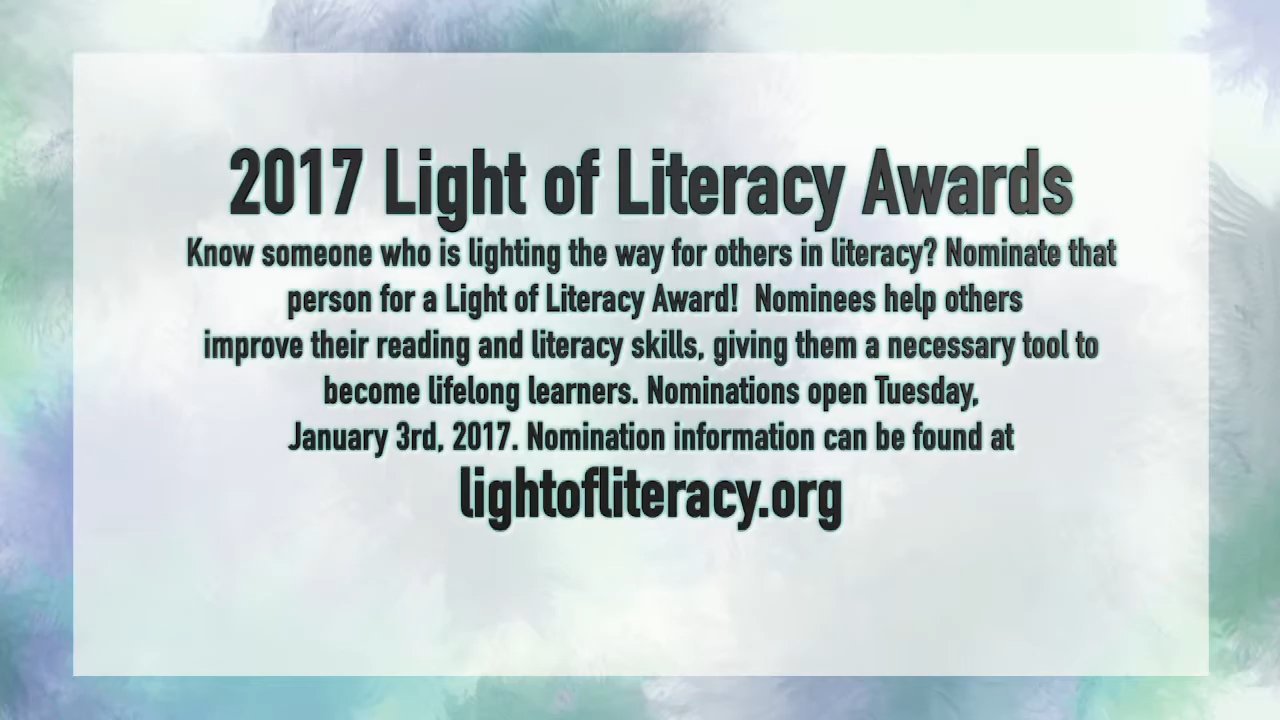 2017 Light of Literacy Awards
Know someone who is lighting the way for others in literacy? Nominate that
person for a Light of Literacy Award!  Nominees help others
improve their reading and literacy skills, giving them a necessary tool to
become lifelong learners. Nominations open Tuesday,
January 3rd, 2017. Nomination information can be found at
lightofliteracy.org